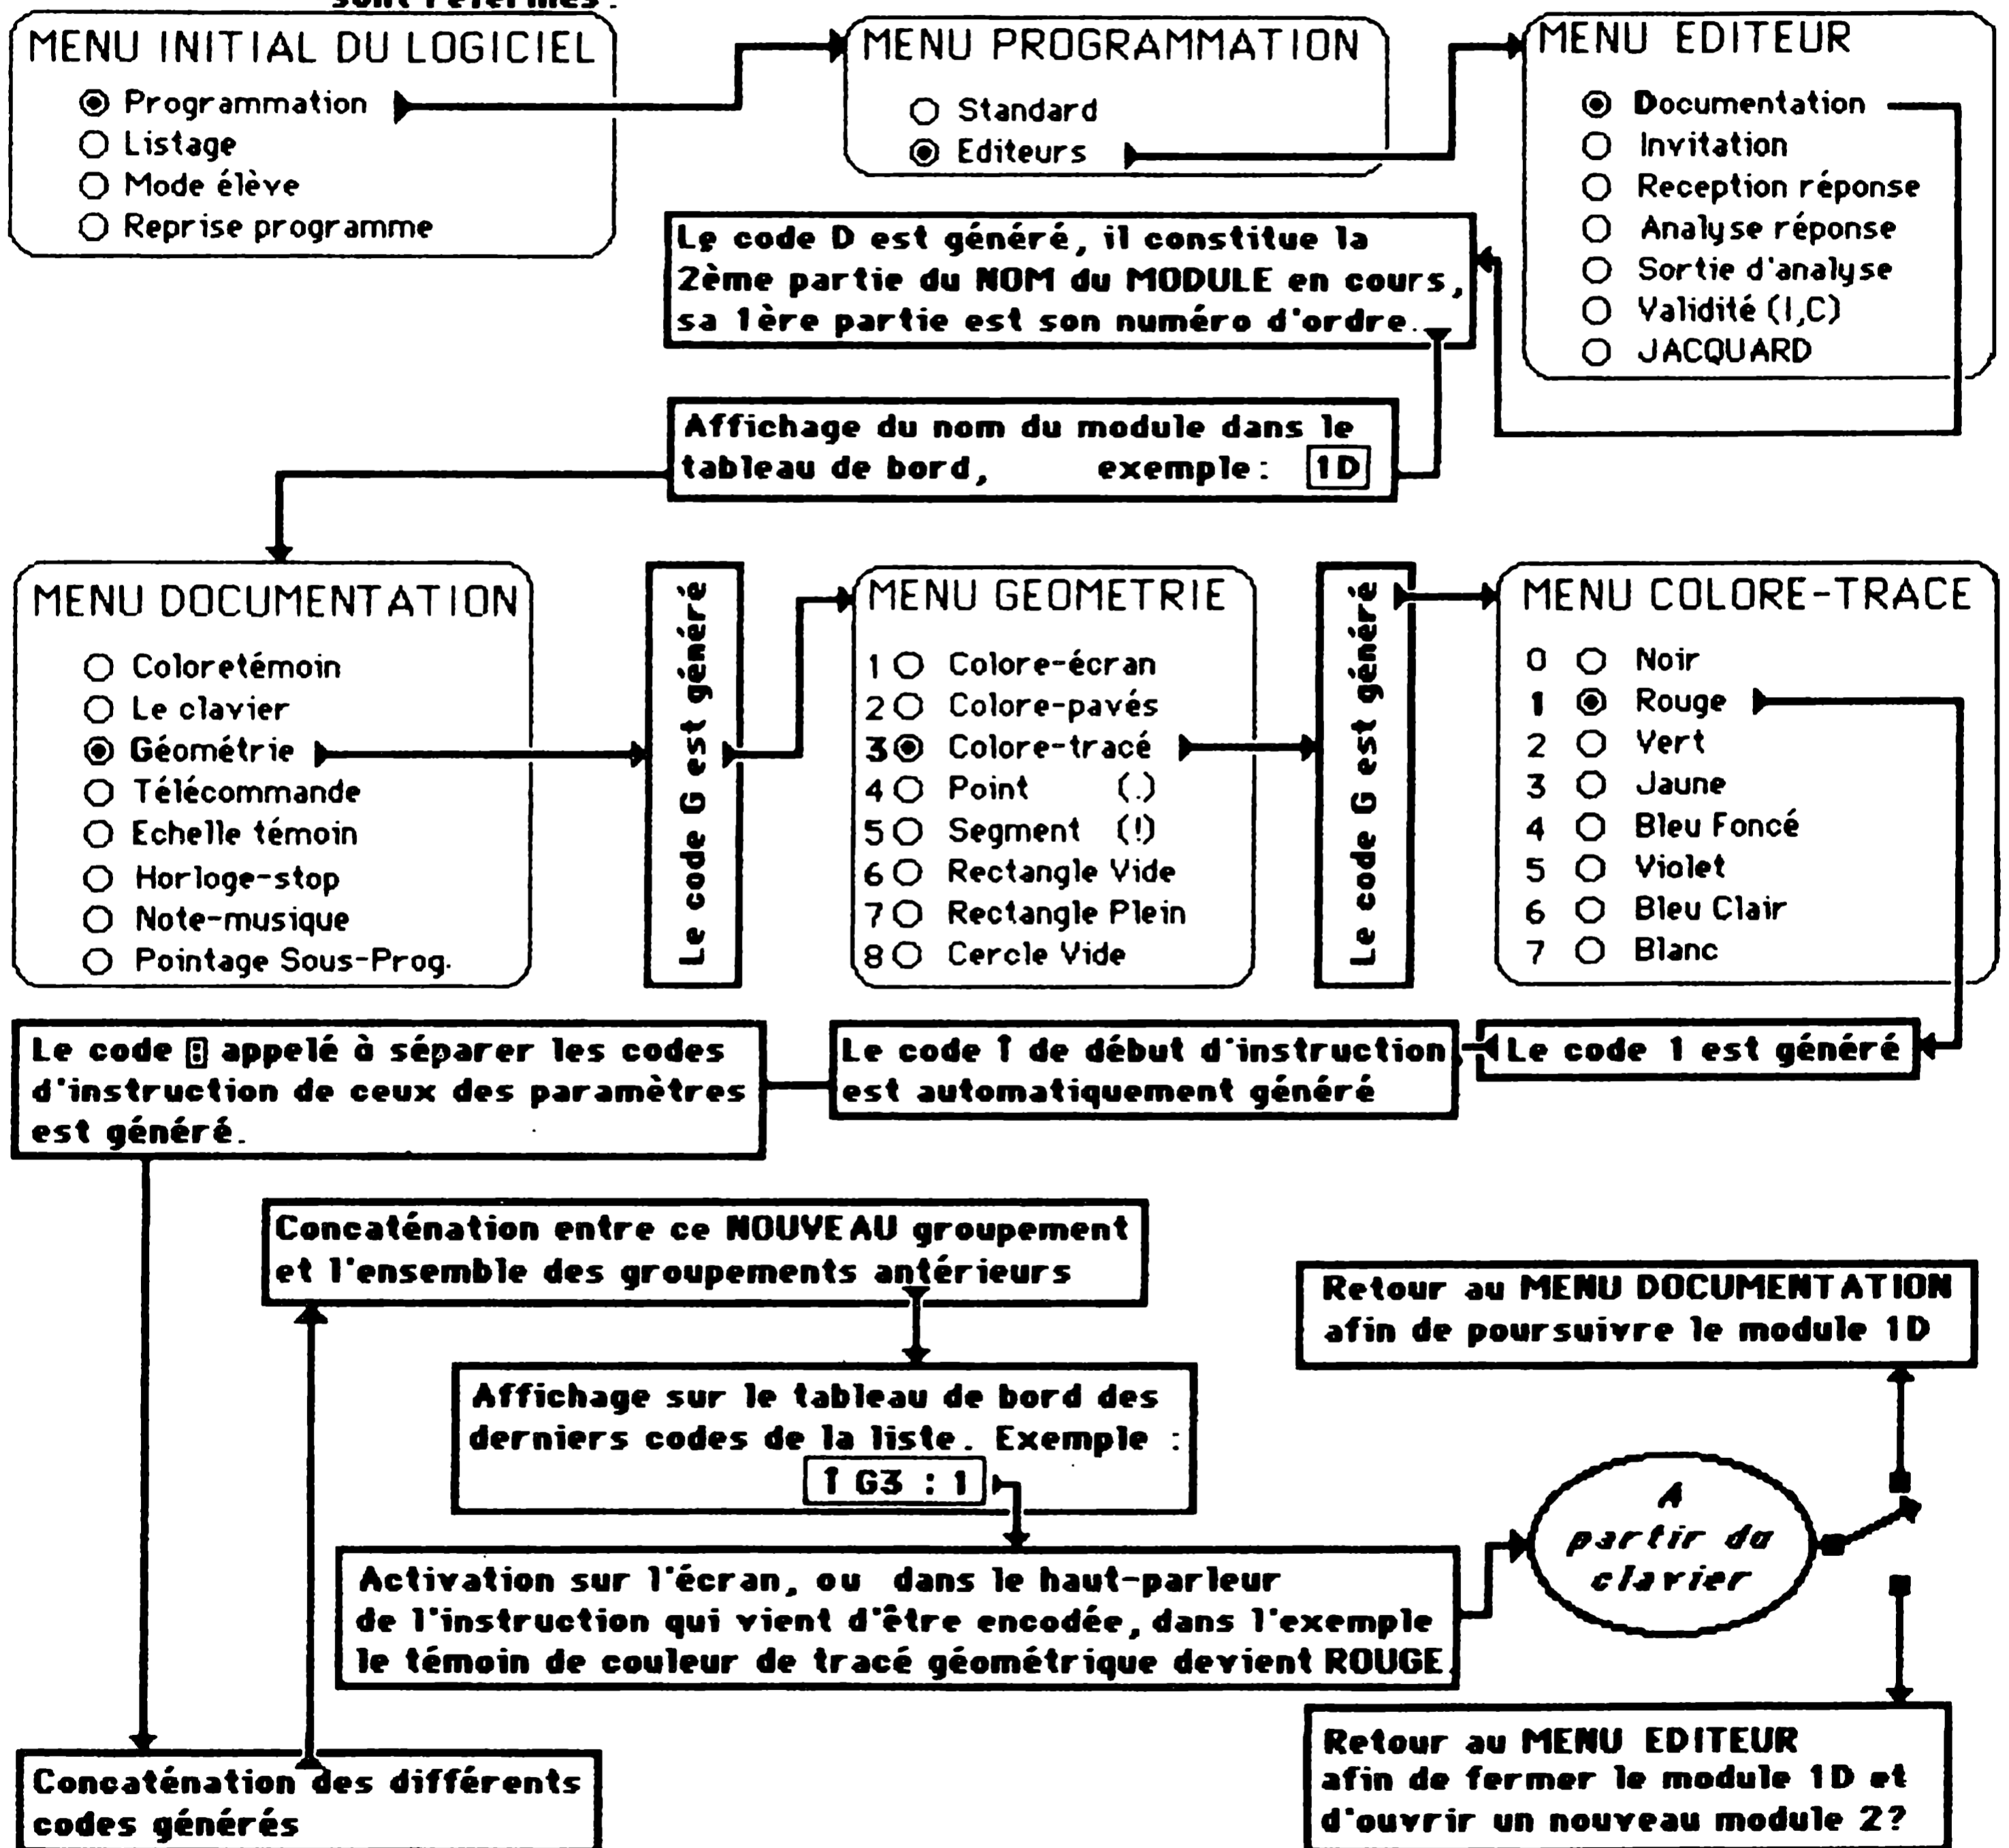 sont refermés.
MENU INITIAL DU LOGICIEL
Programmation
Listage
Mode élève
Reprise programme
MENU PROGRAMMATION
Standard
Editeurs
MENU EDITEUR
Documentation
Invitation
Reception réponse
Analyse réponse
Sortie d'analyse
Validité (I,C)
JACQUARD
Le code D est généré, il constitue la
2ème partie du NOM du MODULE en cours,
sa 1ère partie est son numéro d'ordre.
Affichage du nom du module dans le
tableau de bord, exemple: 1D
MENU DOCUMENTATION
Coloretémoin
Le clavier
Géométrie
Télécommande
Echelle témoin
Horloge-stop
Note-musique
Pointage Sous-Prog.
Le code G est généré
MENU GEOMETRIE
1 Colore-écran
2 Colore-pavés
3 Colore-tracé
4 Point (.)
5 Segment (!)
6 Rectangle Vide
7 Rectangle Plein
8 Cercle Vide
Le code G est généré
MENU COLORE-TRACE
0 Noir
1 Rouge
2 Vert
3 Jaune
4 Bleu Foncé
5 Violet
6 Bleu Clair
7 Blanc
Le code 1 est généré
Le code ↑ de début d'instruction
est automatiquement généré
Le code : appelé à séparer les codes
d'instruction de ceux des paramètres
est généré.
Concaténation des différents
codes générés
Concaténation entre ce NOUVEAU groupement
et l'ensemble des groupements antérieurs
Affichage sur le tableau de bord des
derniers codes de la liste. Exemple :
↑ G3 : 1
Activation sur l'écran, ou dans le haut-parleur
de l'instruction qui vient d'être encodée, dans l'exemple
le témoin de couleur de tracé géométrique devient ROUGE.
A
partir du
clavier
Retour au MENU DOCUMENTATION
afin de poursuivre le module 1D
Retour au MENU EDITEUR
afin de fermer le module 1D et
d'ouvrir un nouveau module 2?